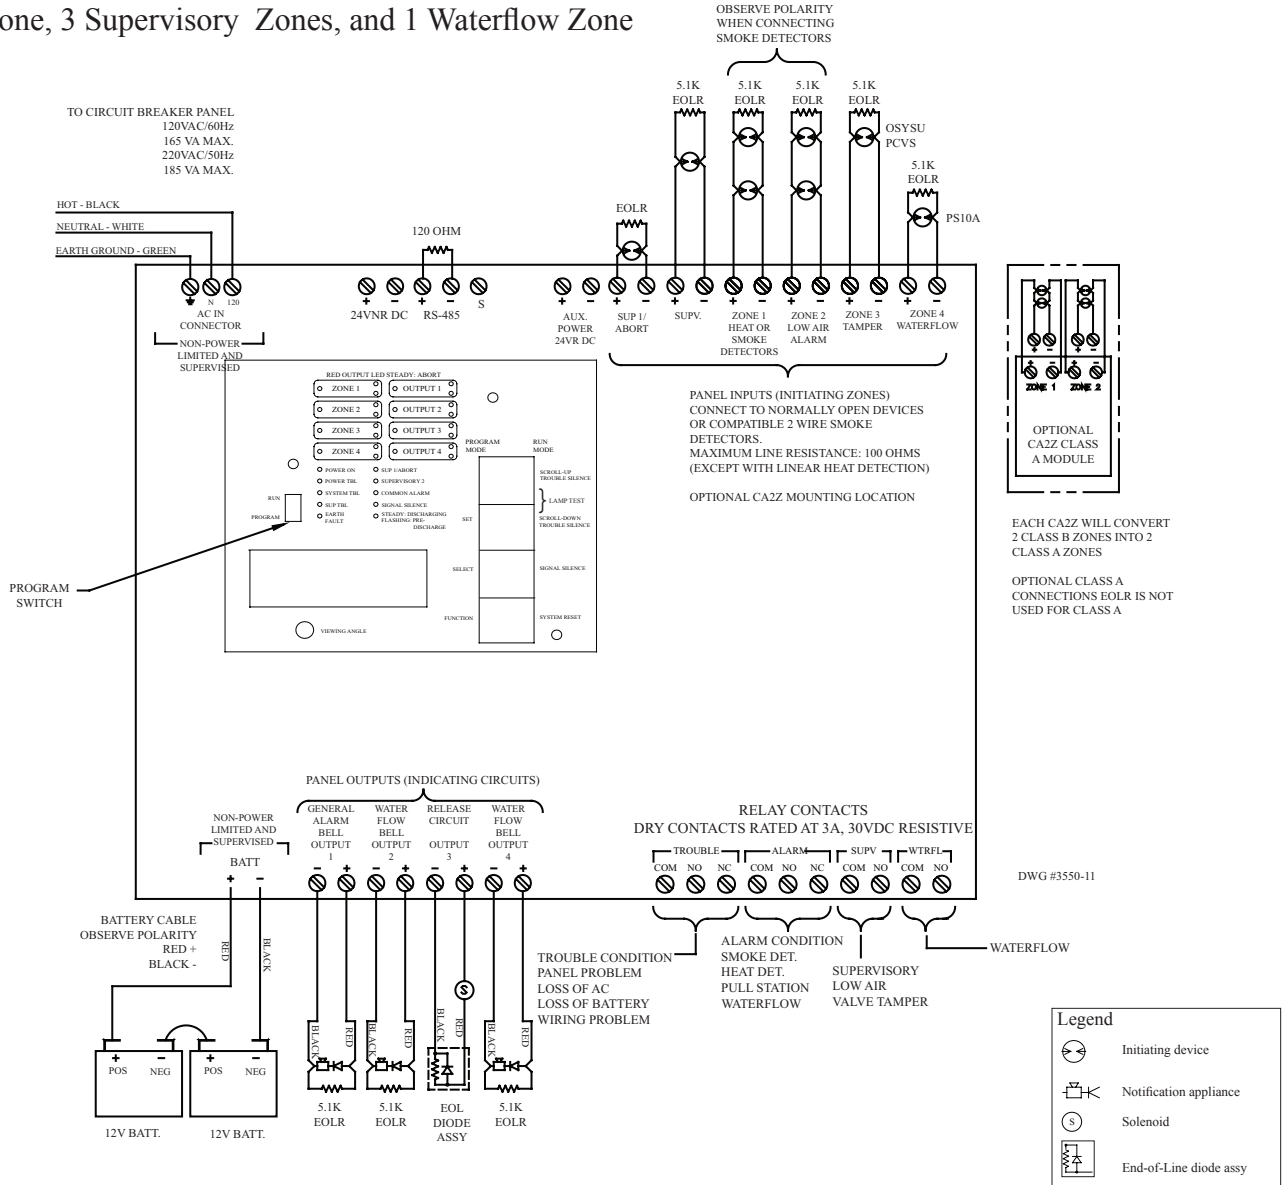 one, 3 Supervisory Zones, and 1 Waterflow Zone
OBSERVE POLARITY
WHEN CONNECTING
SMOKE DETECTORS
5.1K
EOLR
5.1K
EOLR
5.1K
EOLR
5.1K
EOLR
OSYSU
PCVS
5.1K
EOLR
PS10A
TO CIRCUIT BREAKER PANEL
120VAC/60Hz
165 VA MAX.
220VAC/50Hz
185 VA MAX.
HOT - BLACK
NEUTRAL - WHITE
EARTH GROUND - GREEN
120 OHM
EOLR
N 120
AC IN
CONNECTOR
NON-POWER
LIMITED AND
SUPERVISED
+ - + - S
24VNR DC RS-485
+ -
AUX.
POWER
24VR DC
+ -
SUP 1/
ABORT
+ -
SUPV.
+ -
ZONE 1
HEAT OR
SMOKE
DETECTORS
+ -
ZONE 2
LOW AIR
ALARM
+ -
ZONE 3
TAMPER
+ -
ZONE 4
WATERFLOW
PANEL INPUTS (INITIATING ZONES)
CONNECT TO NORMALLY OPEN DEVICES
OR COMPATIBLE 2 WIRE SMOKE
DETECTORS.
MAXIMUM LINE RESISTANCE: 100 OHMS
(EXCEPT WITH LINEAR HEAT DETECTION)
OPTIONAL CA2Z MOUNTING LOCATION
+ - + -
+ - + -
ZONE 1 ZONE 2
OPTIONAL
CA2Z CLASS
A MODULE
EACH CA2Z WILL CONVERT
2 CLASS B ZONES INTO 2
CLASS A ZONES
OPTIONAL CLASS A
CONNECTIONS EOLR IS NOT
USED FOR CLASS A
RED OUTPUT LED STEADY: ABORT
ZONE 1 OUTPUT 1
ZONE 2 OUTPUT 2
ZONE 3 OUTPUT 3
ZONE 4 OUTPUT 4
POWER ON SUP 1/ABORT
POWER TBL SUPERVISORY 2
SYSTEM TBL COMMON ALARM
SUP TBL SIGNAL SILENCE
EARTH
FAULT
STEADY: DISCHARGING
FLASHING: PRE-
DISCHARGE
RUN
PROGRAM
PROGRAM
MODE
RUN
MODE
SCROLL-UP
TROUBLE SILENCE
LAMP TEST
SET
SCROLL-DOWN
TROUBLE SILENCE
SELECT SIGNAL SILENCE
FUNCTION SYSTEM RESET
VIEWING ANGLE
PROGRAM
SWITCH
PANEL OUTPUTS (INDICATING CIRCUITS)
GENERAL
ALARM
BELL
OUTPUT
1
WATER
FLOW
BELL
OUTPUT
2
RELEASE
CIRCUIT
OUTPUT
3
WATER
FLOW
BELL
OUTPUT
4
- + - + - + - +
NON-POWER
LIMITED AND
SUPERVISED
BATT
+ -
RELAY CONTACTS
DRY CONTACTS RATED AT 3A, 30VDC RESISTIVE
TROUBLE ALARM SUPV WTRFL
COM NO NC COM NO NC COM NO COM NO
DWG #3550-11
BATTERY CABLE
OBSERVE POLARITY
RED +
BLACK -
RED
BLACK
TROUBLE CONDITION
PANEL PROBLEM
LOSS OF AC
LOSS OF BATTERY
WIRING PROBLEM
ALARM CONDITION
SMOKE DET.
HEAT DET.
PULL STATION
WATERFLOW
SUPERVISORY
LOW AIR
VALVE TAMPER
WATERFLOW
S
BLACK
RED
BLACK
RED
BLACK
RED
BLACK
RED
+ - + -
POS NEG POS NEG
12V BATT. 12V BATT.
5.1K
EOLR
5.1K
EOLR
EOL
DIODE
ASSY
5.1K
EOLR
Legend
Initiating device
Notification appliance
S Solenoid
End-of-Line diode assy